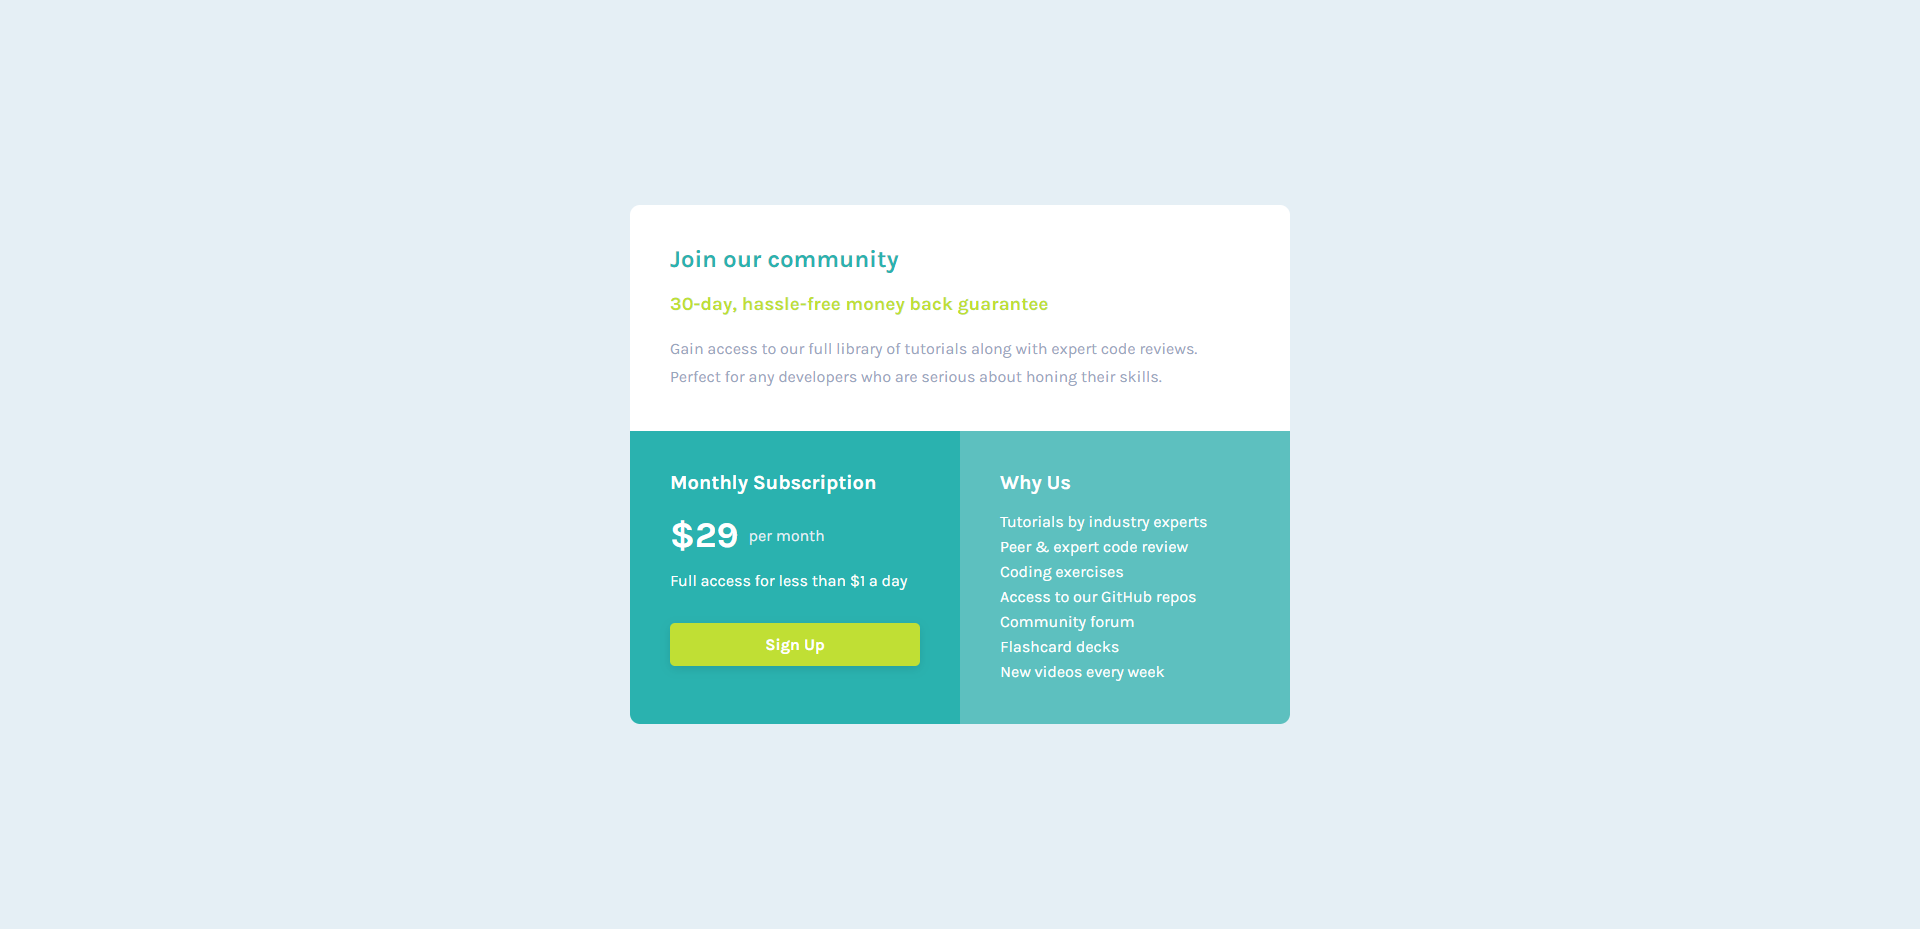 Join our community
30-day, hassle-free money back guarantee
Gain access to our full library of tutorials along with expert code reviews.
Perfect for any developers who are serious about honing their skills.
Monthly Subscription
$29 per month
Full access for less than $1 a day
Sign Up
Why Us
Tutorials by industry experts
Peer & expert code review
Coding exercises
Access to our GitHub repos
Community forum
Flashcard decks
New videos every week